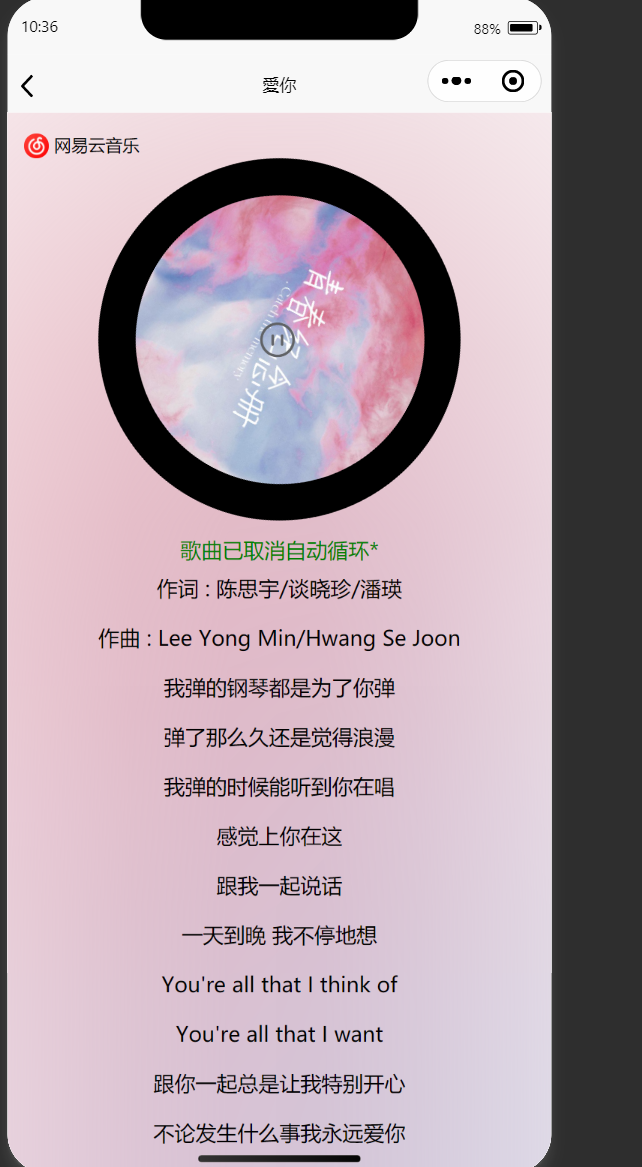 10:36
88%
愛你
网易云音乐
青春纪念册
歌曲已取消自动循环*
作词 : 陈思宇/谈晓珍/潘瑛
作曲 : Lee Yong Min/Hwang Se Joon
我弹的钢琴都是为了你弹
弹了那么久还是觉得浪漫
我弹的时候能听到你在唱
感觉上你在这
跟我一起说话
一天到晚 我不停地想
You're all that I think of
You're all that I want
跟你一起总是让我特别开心
不论发生什么事我永远爱你